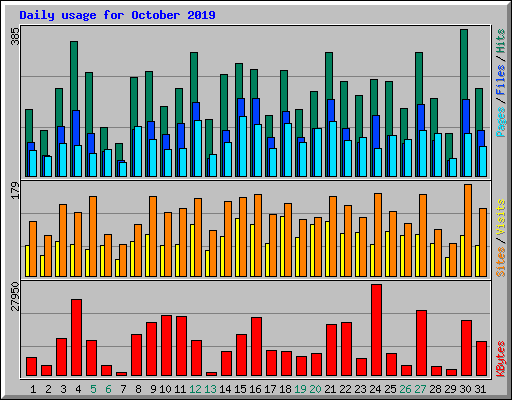 Daily usage for October 2019
385
Pages / Files / Hits
179
Sites / Visits
27950
KBytes
1 2 3 4 5 6 7 8 9 10 11 12 13 14 15 16 17 18 19 20 21 22 23 24 25 26 27 28 29 30 31